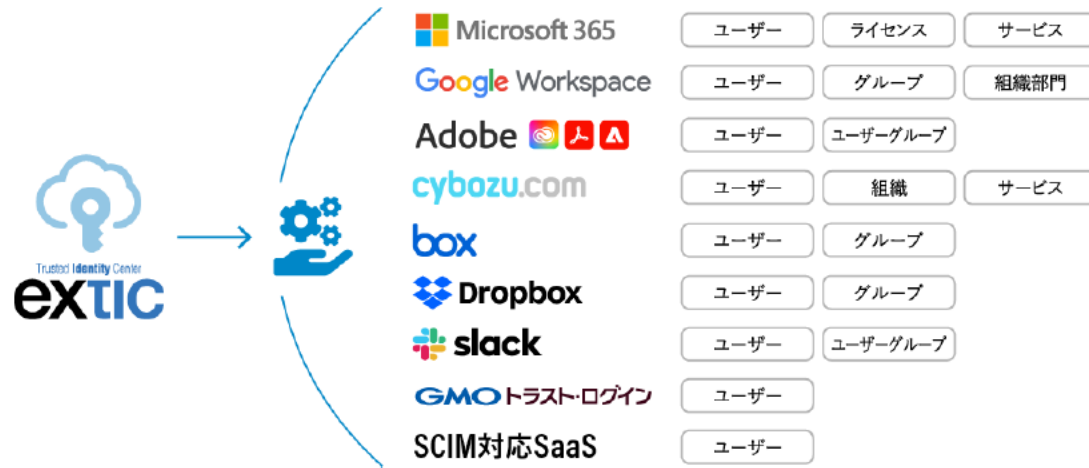 Microsoft 365 ユーザー ライセンス サービス
Google Workspace ユーザー グループ 組織部門
Adobe ユーザー ユーザーグループ
cybozu.com ユーザー 組織 サービス
box ユーザー グループ
Trusted Identity Center
extic
Dropbox ユーザー グループ
slack ユーザー ユーザーグループ
GMOトラスト・ログイン ユーザー
SCIM対応SaaS ユーザー